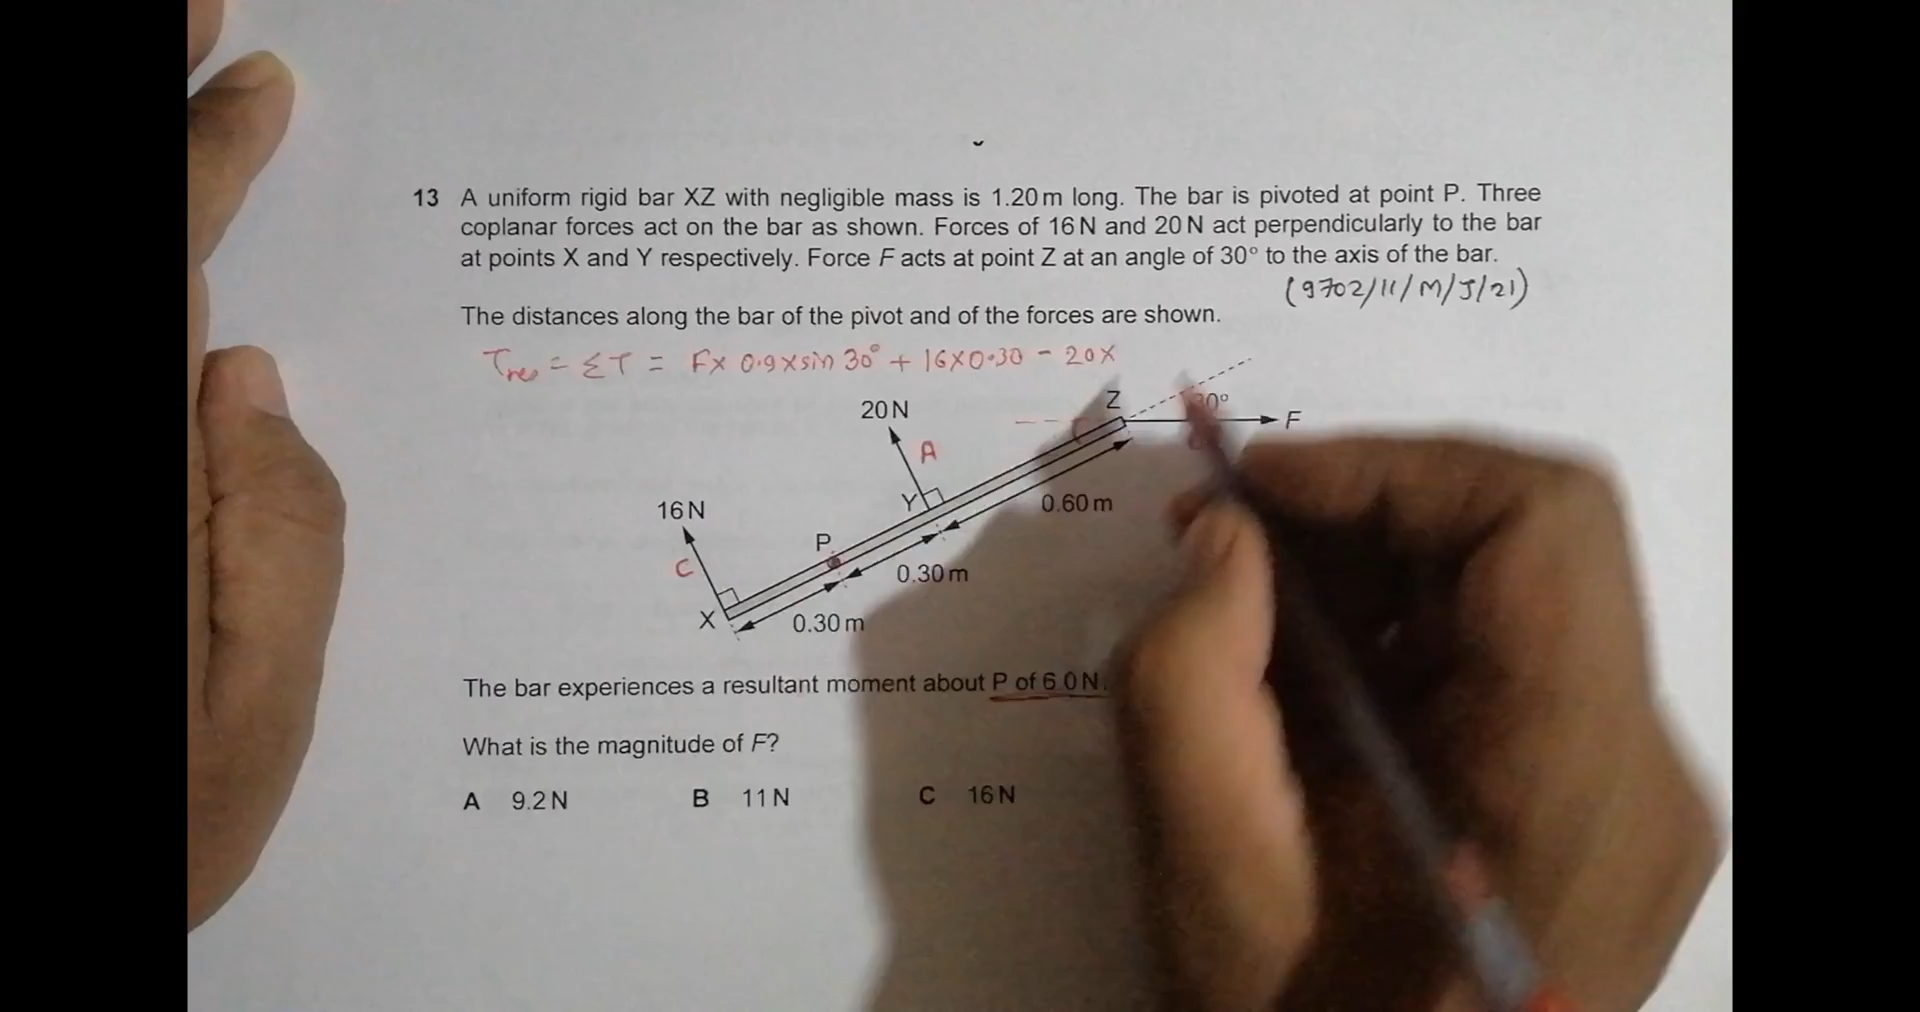 13 A uniform rigid bar XZ with negligible mass is 1.20 m long. The bar is pivoted at point P. Three
coplanar forces act on the bar as shown. Forces of 16 N and 20 N act perpendicularly to the bar
at points X and Y respectively. Force F acts at point Z at an angle of 30° to the axis of the bar.
(9702/11/M/J/21)
The distances along the bar of the pivot and of the forces are shown.
Tres = ΣT = F× 0.9×sin 30° + 16×0.30 - 20×
Z
20 N
F
A
Y
0.60 m
16 N
P
C
0.30 m
X
0.30 m
The bar experiences a resultant moment about P of 6.0 N
What is the magnitude of F?
A 9.2 N B 11 N C 16 N